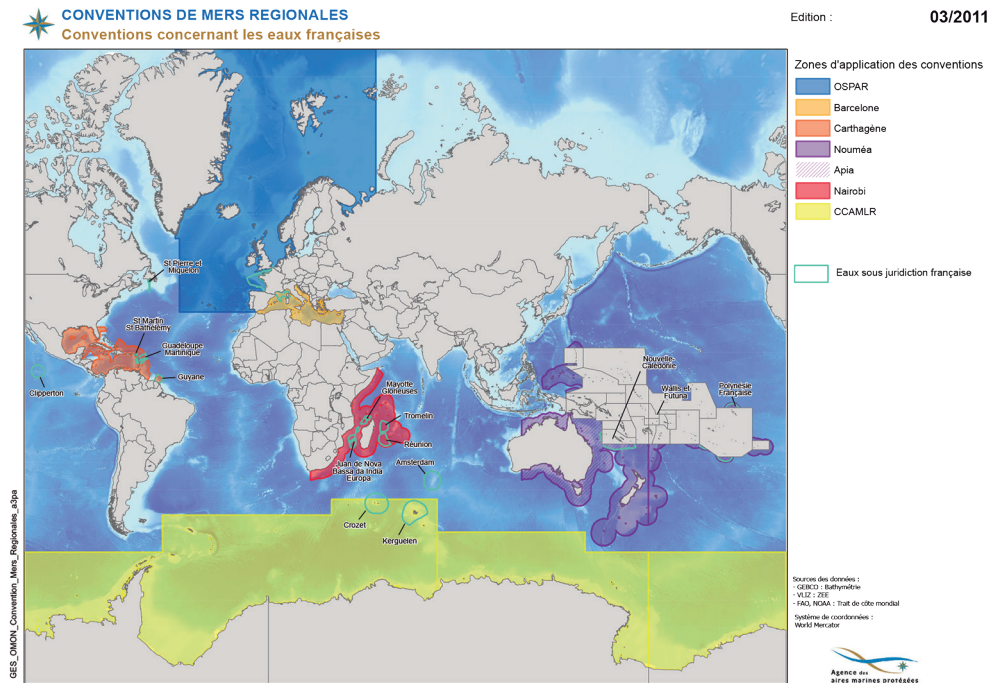 CONVENTIONS DE MERS REGIONALES
Conventions concernant les eaux françaises
Edition : 03/2011
Zones d'application des conventions
OSPAR
Barcelone
Carthagène
Nouméa
Apia
Nairobi
CCAMLR
Eaux sous juridiction française
St Pierre et
Miquelon
St Martin
St Bathélemy
Guadeloupe
Martinique
Guyane
Clipperton
Mayotte
Glorieuses
Tromelin
Réunion
Juan de Nova
Bassa da India
Europa
Amsterdam
Crozet
Kerguelen
Nouvelle-
Calédonie
Wallis et
Futuna
Polynésie
Française
Sources des données :
- GEBCO : Bathymétrie
- VLIZ : ZEE
- FAO, NOAA : Trait de côte mondial
Système de coordonnées :
World Mercator
Agence des
aires marines protégées
GES_OMON_Convention_Mers_Regionales_a3pa